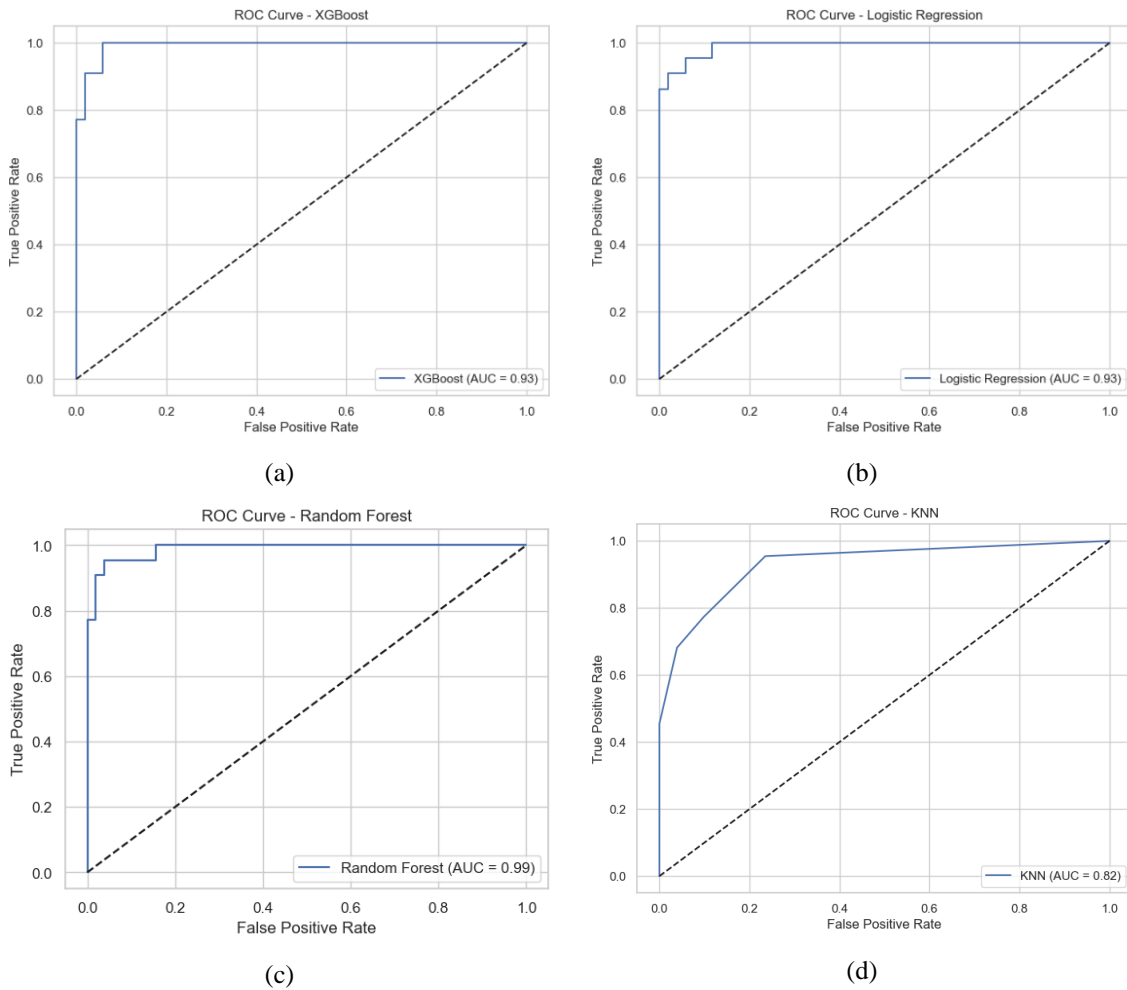 ROC Curve - XGBoost
1.0
0.8
0.6
0.4
0.2
0.0
True Positive Rate
XGBoost (AUC = 0.93)
0.0 0.2 0.4 0.6 0.8 1.0
False Positive Rate
(a)
ROC Curve - Logistic Regression
1.0
0.8
0.6
0.4
0.2
0.0
True Positive Rate
Logistic Regression (AUC = 0.93)
0.0 0.2 0.4 0.6 0.8 1.0
False Positive Rate
(b)
ROC Curve - Random Forest
1.0
0.8
0.6
0.4
0.2
0.0
True Positive Rate
Random Forest (AUC = 0.99)
0.0 0.2 0.4 0.6 0.8 1.0
False Positive Rate
(c)
ROC Curve - KNN
1.0
0.8
0.6
0.4
0.2
0.0
True Positive Rate
KNN (AUC = 0.82)
0.0 0.2 0.4 0.6 0.8 1.0
False Positive Rate
(d)